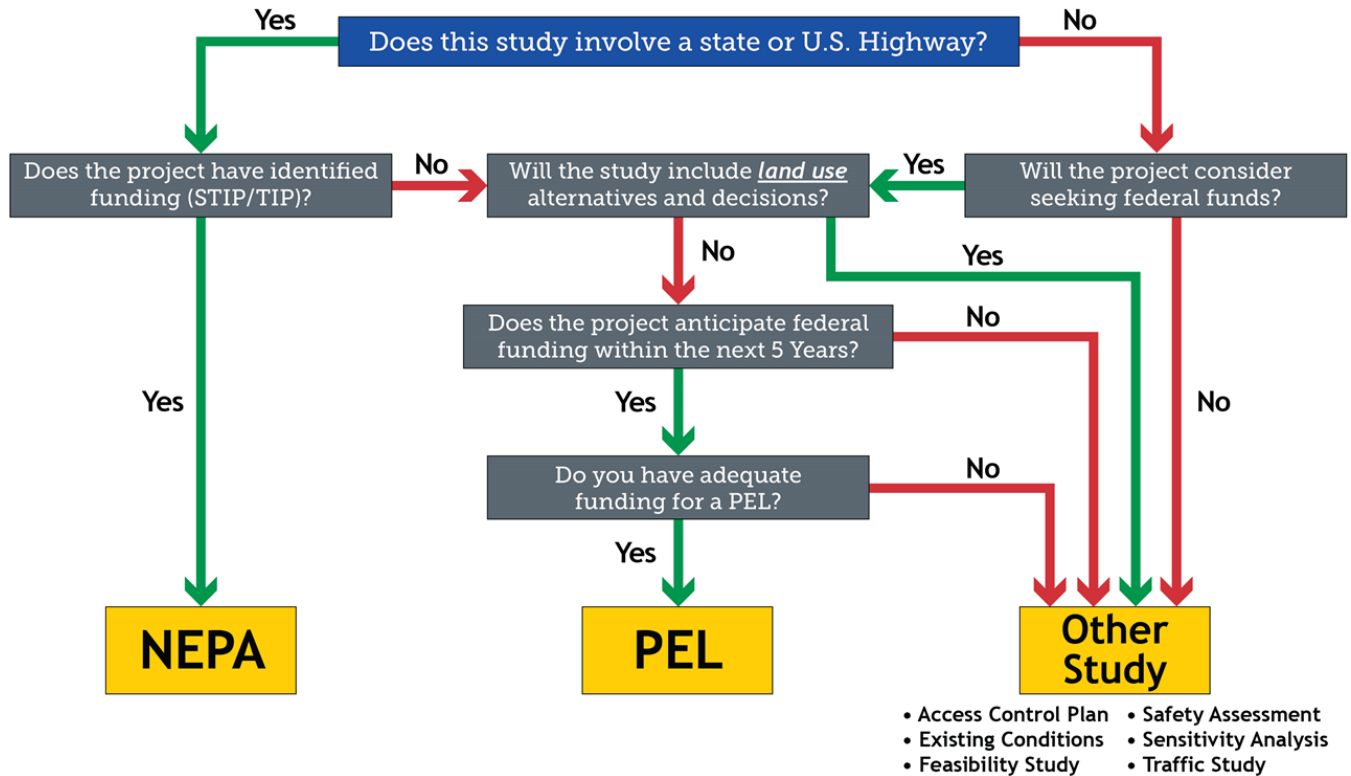 Yes
Does this study involve a state or U.S. Highway?
No
Does the project have identified
funding (STIP/TIP)?
No
Will the study include land use
alternatives and decisions?
Yes
Will the project consider
seeking federal funds?
No
Yes
Does the project anticipate federal
funding within the next 5 Years?
No
Yes
Yes
No
Do you have adequate
funding for a PEL?
No
Yes
NEPA
PEL
Other
Study
• Access Control Plan
• Existing Conditions
• Feasibility Study
• Safety Assessment
• Sensitivity Analysis
• Traffic Study